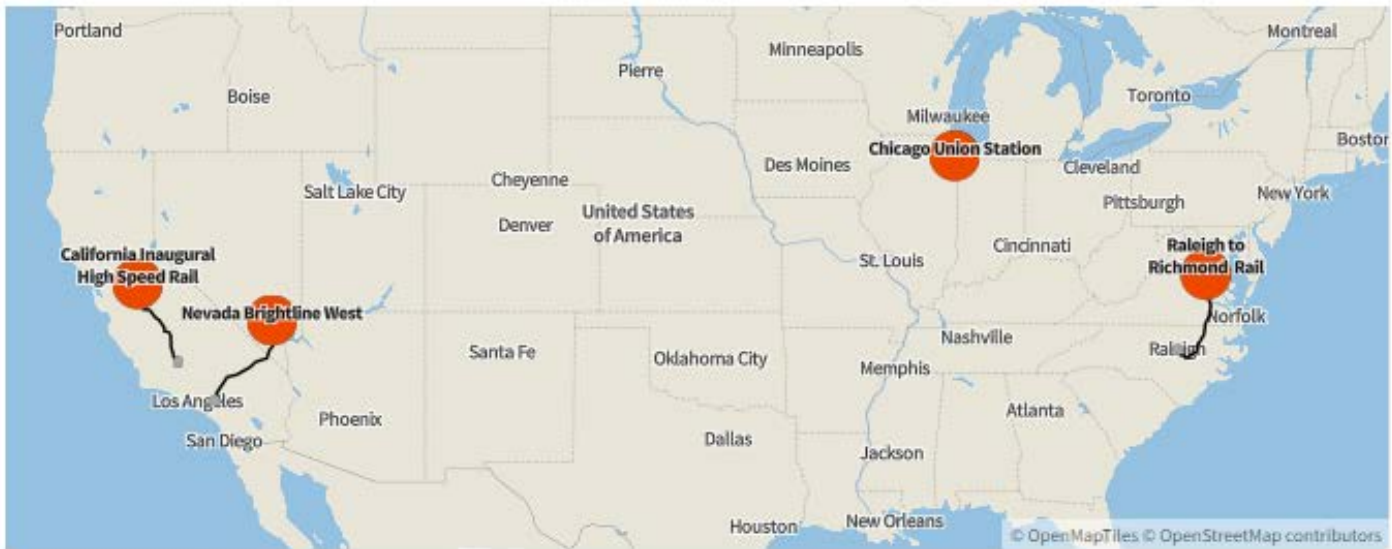 Portland
Montreal
Minneapolis
Pierre
Boise
Toronto
Milwaukee
Boston
Chicago Union Station
Des Moines
Cleveland
Salt Lake City
Cheyenne
New York
Pittsburgh
Denver
United States
of America
Cincinnati
Raleigh to
Richmond Rail
California Inaugural
High Speed Rail
St. Louis
Nevada Brightline West
Norfolk
Nashville
Raleigh
Santa Fe
Oklahoma City
Memphis
Los Angeles
Phoenix
Atlanta
San Diego
Dallas
Jackson
Houston
New Orleans
© OpenMapTiles © OpenStreetMap contributors